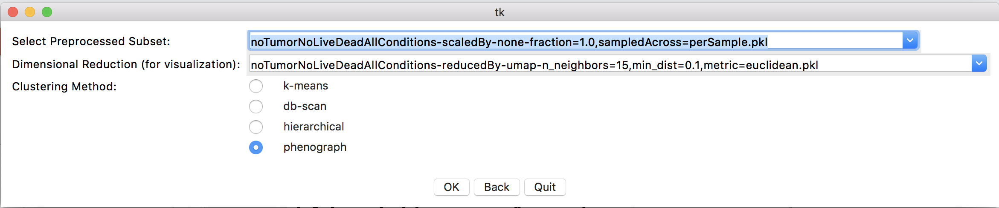 tk
Select Preprocessed Subset: noTumorNoLiveDeadAllConditions-scaledBy-none-fraction=1.0,sampledAcross=perSample.pkl
Dimensional Reduction (for visualization): noTumorNoLiveDeadAllConditions-reducedBy-umap-n_neighbors=15,min_dist=0.1,metric=euclidean.pkl
Clustering Method: k-means
db-scan
hierarchical
phenograph
OK Back Quit